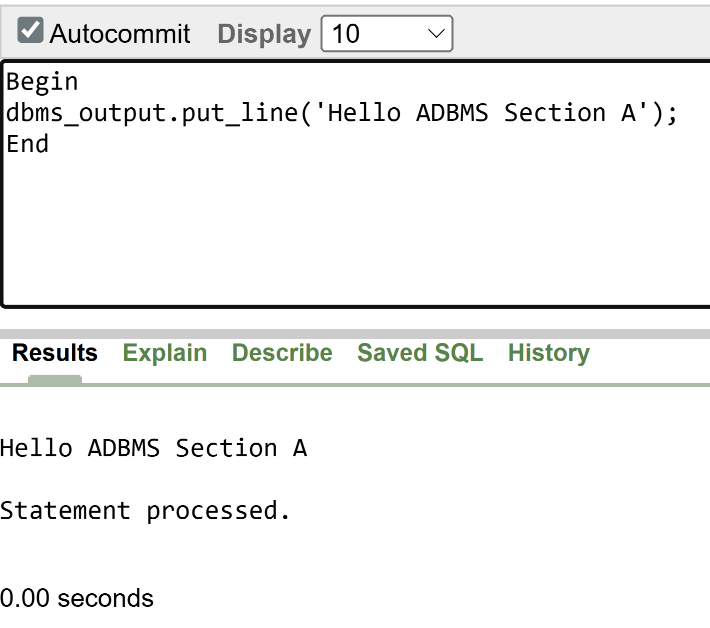 Autocommit Display 10
Begin
dbms_output.put_line('Hello ADBMS Section A');
End
Results Explain Describe Saved SQL History
Hello ADBMS Section A
Statement processed.
0.00 seconds